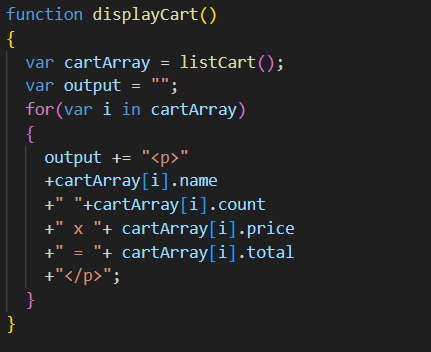 function displayCart()
{
  var cartArray = listCart();
  var output = "";
  for(var i in cartArray)
  {
    output += "<p>"
    +cartArray[i].name
    +" "+cartArray[i].count
    +" x "+ cartArray[i].price
    +" = "+ cartArray[i].total
    +"</p>";
  }
}